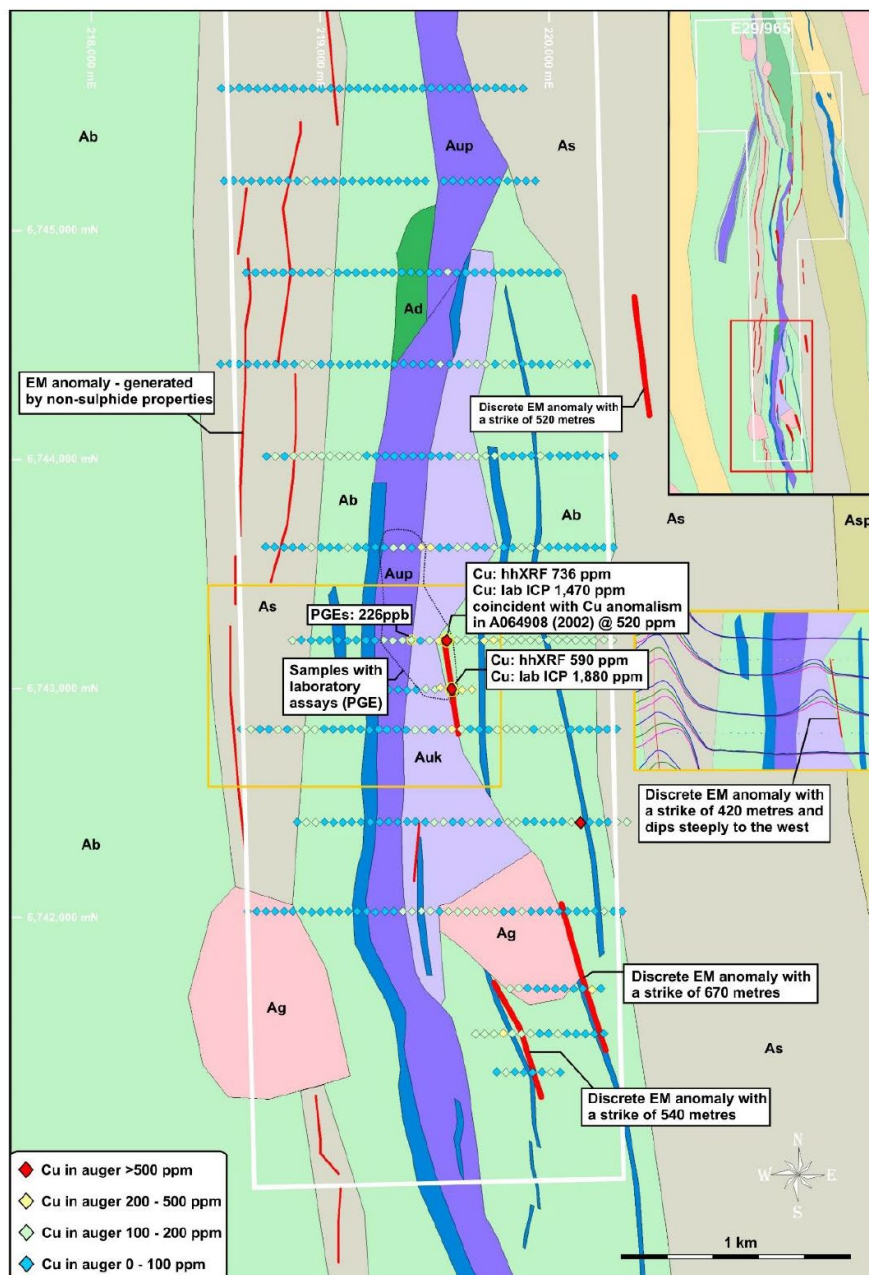 218,000 mE
219,000 mE
220,000 mE
E29/965
Ab
Aup
As
6,745,000 mN
Ad
EM anomaly - generated
by non-sulphide properties
Discrete EM anomaly with
a strike of 520 metres
6,744,000 mN
Ab
Ab
As
Asp
Aup
As
Cu: hhXRF 736 ppm
Cu: lab ICP 1,470 ppm
coincident with Cu anomalism
in A064908 (2002) @ 520 ppm
PGEs: 226ppb
Samples with
laboratory
assays (PGE)
Cu: hhXRF 590 ppm
Cu: lab ICP 1,880 ppm
6,743,000 mN
Auk
Discrete EM anomaly with
a strike of 420 metres and
dips steeply to the west
Ab
6,742,000 mN
Ag
Ag
Discrete EM anomaly with
a strike of 670 metres
As
Discrete EM anomaly with
a strike of 540 metres
Cu in auger >500 ppm
Cu in auger 200 - 500 ppm
Cu in auger 100 - 200 ppm
Cu in auger 0 - 100 ppm
N
W
E
S
1 km